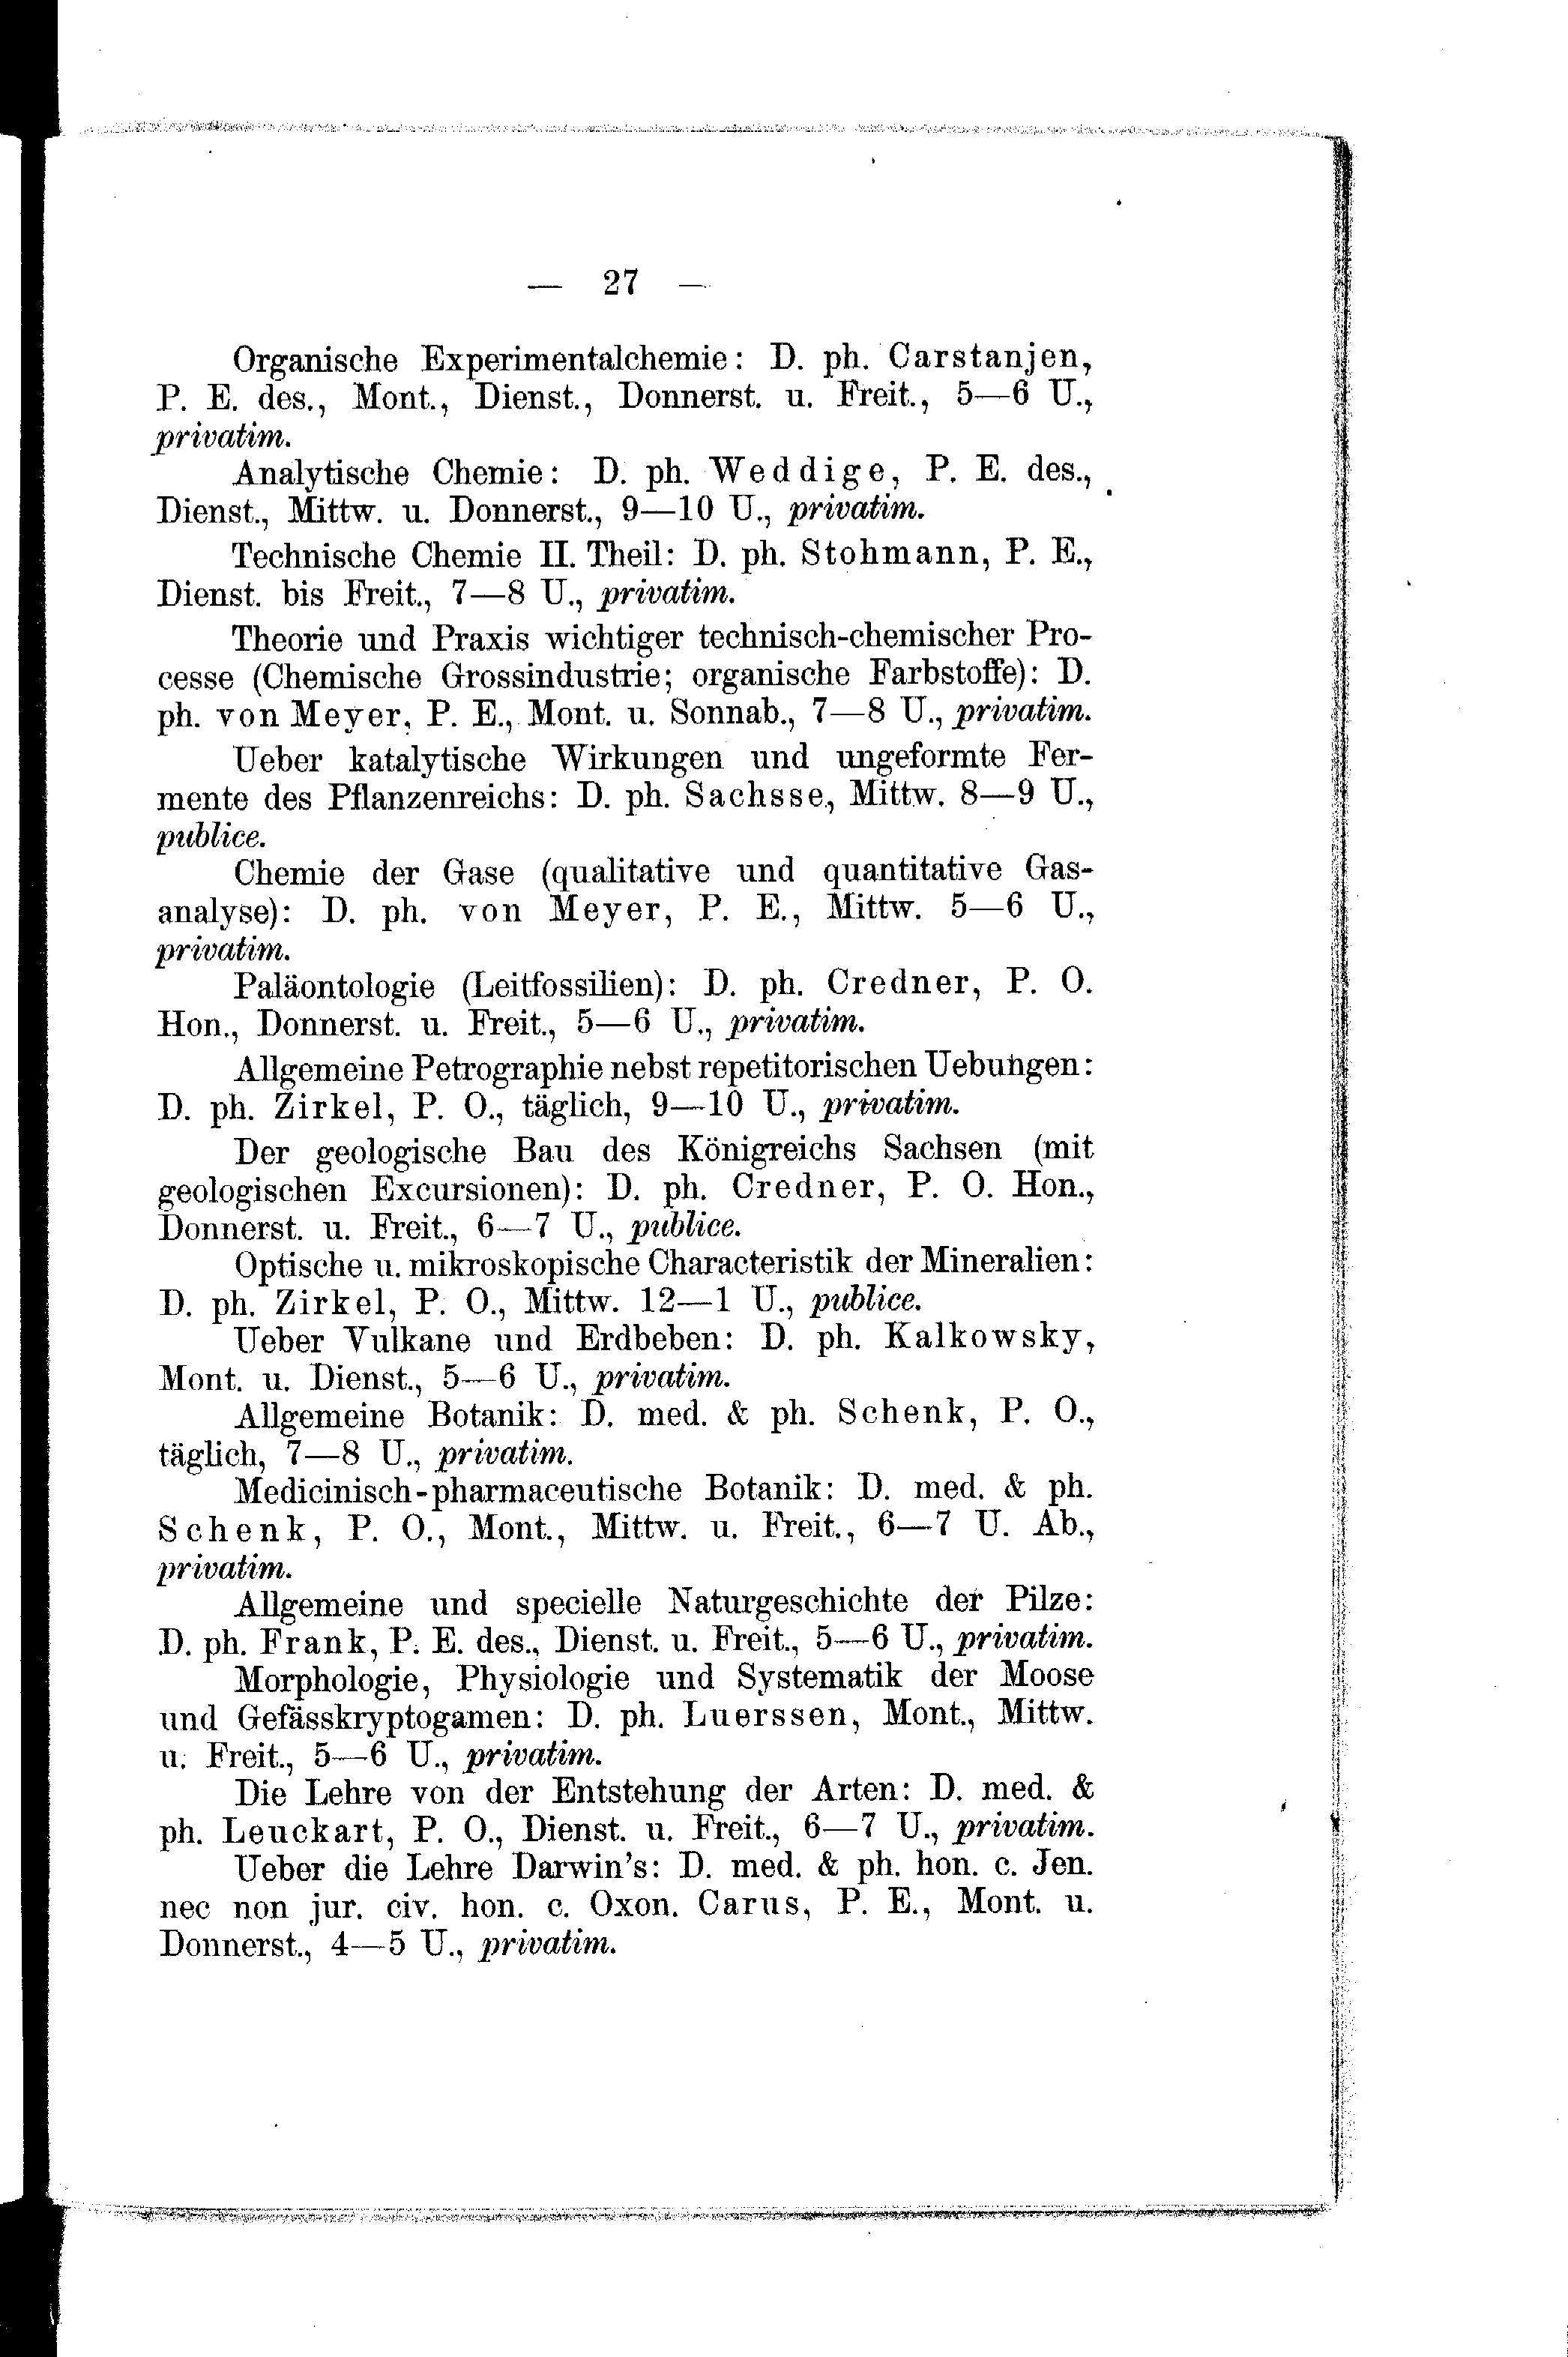 — 27 —
Organische Experimentalchemie: D. ph. Carstanjen,
P. E. des., Mont., Dienst., Donnerst. u. Freit., 5—6 U.,
privatim.
Analytische Chemie: D. ph. Weddige, P. E. des.,
Dienst., Mittw. u. Donnerst., 9—10 U., privatim.
Technische Chemie II. Theil: D. ph. Stohmann, P. E.,
Dienst. bis Freit., 7—8 U., privatim.
Theorie und Praxis wichtiger technisch-chemischer Pro-
cesse (Chemische Grossindustrie; organische Farbstoffe): D.
ph. von Meyer, P. E., Mont. u. Sonnab., 7—8 U., privatim.
Ueber katalytische Wirkungen und ungeformte Fer-
mente des Pflanzenreichs: D. ph. Sachsse, Mittw. 8—9 U.,
publice.
Chemie der Gase (qualitative und quantitative Gas-
analyse): D. ph. von Meyer, P. E., Mittw. 5—6 U.,
privatim.
Paläontologie (Leitfossilien): D. ph. Credner, P. O.
Hon., Donnerst. u. Freit., 5—6 U., privatim.
Allgemeine Petrographie nebst repetitorischen Uebungen:
D. ph. Zirkel, P. O., täglich, 9—10 U., privatim.
Der geologische Bau des Königreichs Sachsen (mit
geologischen Excursionen): D. ph. Credner, P. O. Hon.,
Donnerst. u. Freit., 6—7 U., publice.
Optische u. mikroskopische Characteristik der Mineralien:
D. ph. Zirkel, P. O., Mittw. 12—1 U., publice.
Ueber Vulkane und Erdbeben: D. ph. Kalkowsky,
Mont. u. Dienst., 5—6 U., privatim.
Allgemeine Botanik: D. med. & ph. Schenk, P. O.,
täglich, 7—8 U., privatim.
Medicinisch-pharmaceutische Botanik: D. med. & ph.
Schenk, P. O., Mont., Mittw. u. Freit., 6—7 U. Ab.,
privatim.
Allgemeine und specielle Naturgeschichte der Pilze:
D. ph. Frank, P. E. des., Dienst. u. Freit., 5—6 U., privatim.
Morphologie, Physiologie und Systematik der Moose
und Gefässkryptogamen: D. ph. Luerssen, Mont., Mittw.
u. Freit., 5—6 U., privatim.
Die Lehre von der Entstehung der Arten: D. med. &
ph. Leuckart, P. O., Dienst. u. Freit., 6—7 U., privatim.
Ueber die Lehre Darwin's: D. med. & ph. hon. c. Jen.
nec non jur. civ. hon. c. Oxon. Carus, P. E., Mont. u.
Donnerst., 4—5 U., privatim.